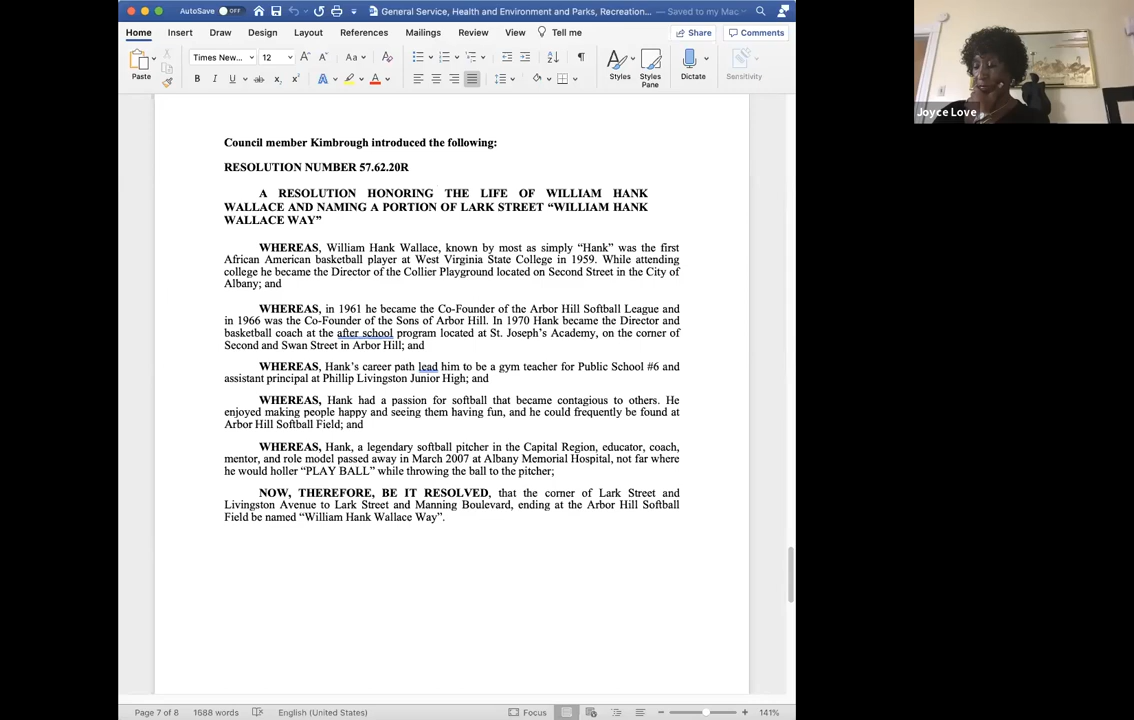 AutoSave OFF
General Service, Health and Environment and Parks, Recreation... — Saved to my Mac
Home Insert Draw Design Layout References Mailings Review View Tell me Share Comments
Paste Times New... 12 Aa Styles Styles Pane Dictate Sensitivity
B I U ab x₂ x² A A
Council member Kimbrough introduced the following:
RESOLUTION NUMBER 57.62.20R
A RESOLUTION HONORING THE LIFE OF WILLIAM HANK
WALLACE AND NAMING A PORTION OF LARK STREET “WILLIAM HANK
WALLACE WAY”
WHEREAS, William Hank Wallace, known by most as simply “Hank” was the first
African American basketball player at West Virginia State College in 1959. While attending
college he became the Director of the Collier Playground located on Second Street in the City of
Albany; and
WHEREAS, in 1961 he became the Co-Founder of the Arbor Hill Softball League and
in 1966 was the Co-Founder of the Sons of Arbor Hill. In 1970 Hank became the Director and
basketball coach at the after school program located at St. Joseph’s Academy, on the corner of
Second and Swan Street in Arbor Hill; and
WHEREAS, Hank’s career path lead him to be a gym teacher for Public School #6 and
assistant principal at Phillip Livingston Junior High; and
WHEREAS, Hank had a passion for softball that became contagious to others. He
enjoyed making people happy and seeing them having fun, and he could frequently be found at
Arbor Hill Softball Field; and
WHEREAS, Hank, a legendary softball pitcher in the Capital Region, educator, coach,
mentor, and role model passed away in March 2007 at Albany Memorial Hospital, not far where
he would holler “PLAY BALL” while throwing the ball to the pitcher;
NOW, THEREFORE, BE IT RESOLVED, that the corner of Lark Street and
Livingston Avenue to Lark Street and Manning Boulevard, ending at the Arbor Hill Softball
Field be named “William Hank Wallace Way”.
Page 7 of 8 1688 words English (United States) Focus 141%
Joyce Love